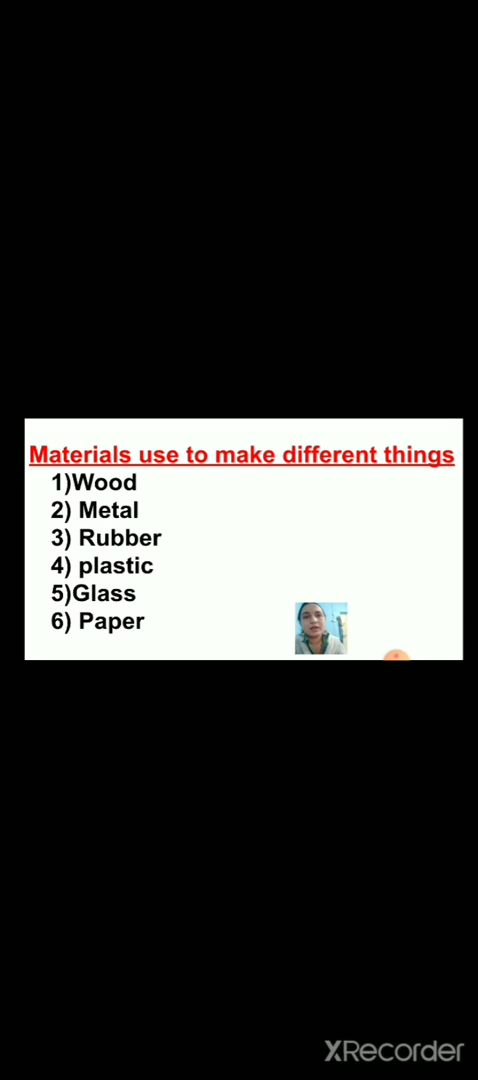 Materials use to make different things
1)Wood
2) Metal
3) Rubber
4) plastic
5)Glass
6) Paper
XRecorder